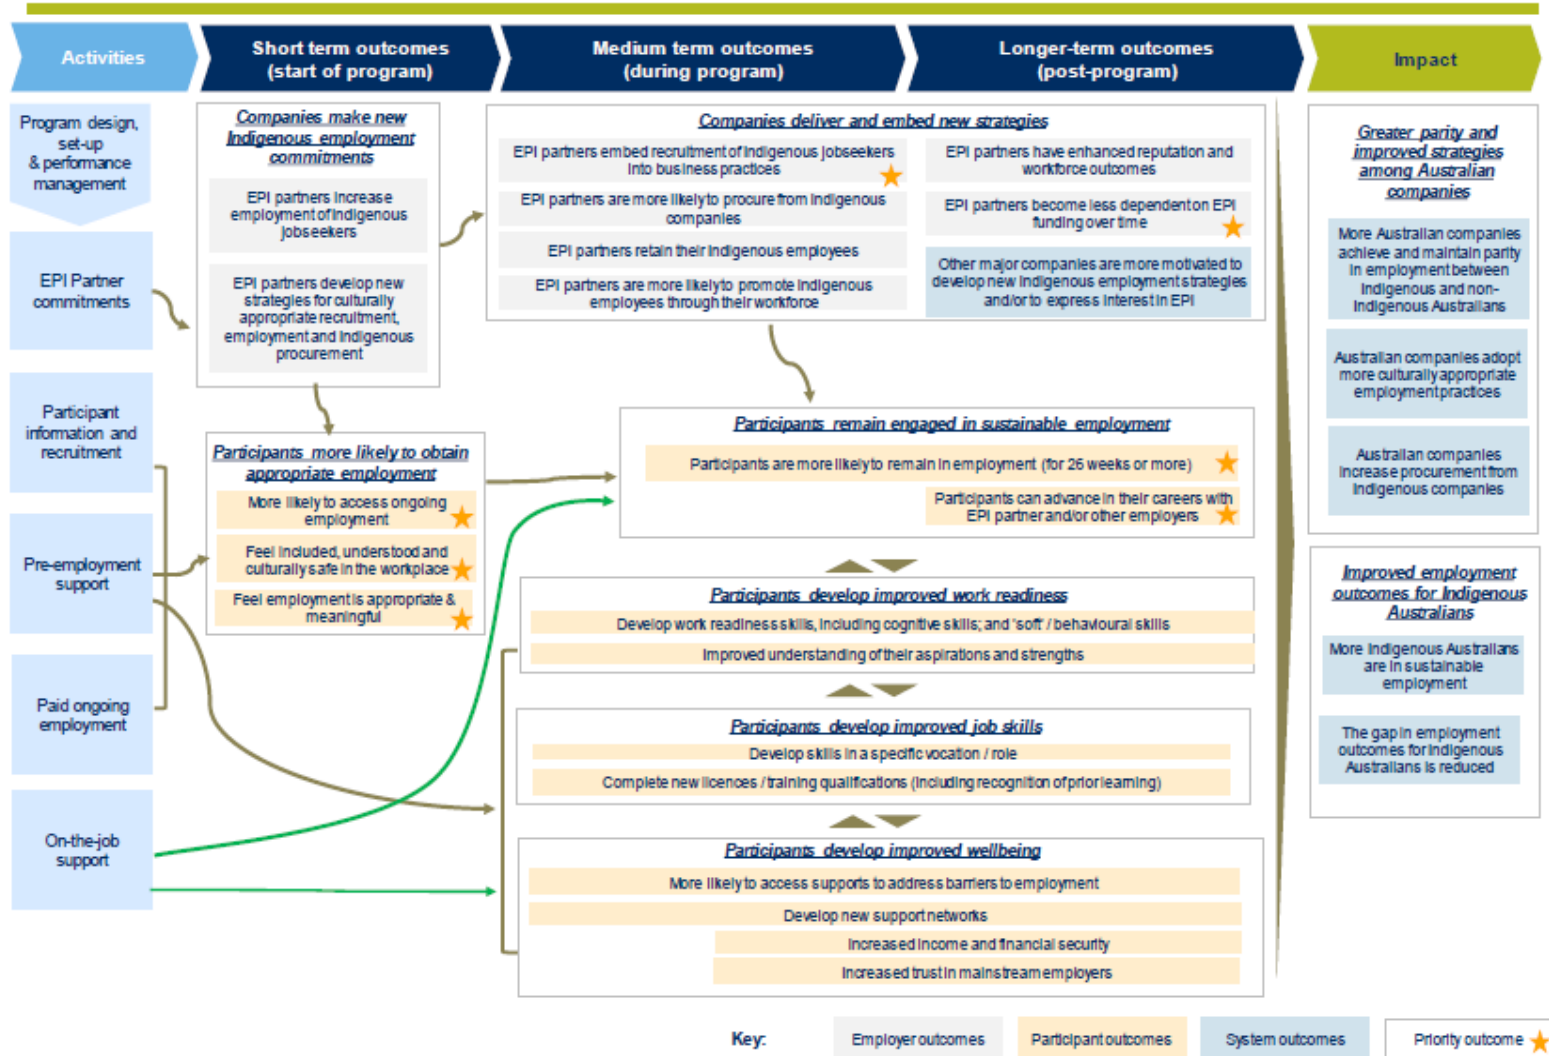 Activities
Short term outcomes
(start of program)
Medium term outcomes
(during program)
Longer-term outcomes
(post-program)
Impact
Program design,
set-up
& performance
management
EPI Partner
commitments
Participant
information and
recruitment
Pre-employment
support
Paid ongoing
employment
On-the-job
support
Companies make new
Indigenous employment
commitments
EPI partners increase
employment of Indigenous
jobseekers
EPI partners develop new
strategies for culturally
appropriate recruitment,
employment and Indigenous
procurement
Participants more likely to obtain
appropriate employment
More likely to access ongoing
employment
Feel included, understood and
culturally safe in the workplace
Feel employment is appropriate &
meaningful
Companies deliver and embed new strategies
EPI partners embed recruitment of Indigenous jobseekers
into business practices
EPI partners are more likely to procure from Indigenous
companies
EPI partners retain their Indigenous employees
EPI partners are more likely to promote Indigenous
employees through their workforce
EPI partners have enhanced reputation and
workforce outcomes
EPI partners become less dependent on EPI
funding over time
Other major companies are more motivated to
develop new Indigenous employment strategies
and/or to express interest in EPI
Participants remain engaged in sustainable employment
Participants are more likely to remain in employment (for 26 weeks or more)
Participants can advance in their careers with
EPI partner and/or other employers
Participants develop improved work readiness
Develop work readiness skills, including cognitive skills; and 'soft' / behavioural skills
Improved understanding of their aspirations and strengths
Participants develop improved job skills
Develop skills in a specific vocation / role
Complete new licences / training qualifications (including recognition of prior learning)
Participants develop improved wellbeing
More likely to access supports to address barriers to employment
Develop new support networks
Increased income and financial security
Increased trust in mainstream employers
Greater parity and
improved strategies
among Australian
companies
More Australian companies
achieve and maintain parity
in employment between
Indigenous and non-
Indigenous Australians
Australian companies adopt
more culturally appropriate
employment practices
Australian companies
increase procurement from
Indigenous companies
Improved employment
outcomes for Indigenous
Australians
More Indigenous Australians
are in sustainable
employment
The gap in employment
outcomes for Indigenous
Australians is reduced
Key:
Employer outcomes
Participant outcomes
System outcomes
Priority outcome